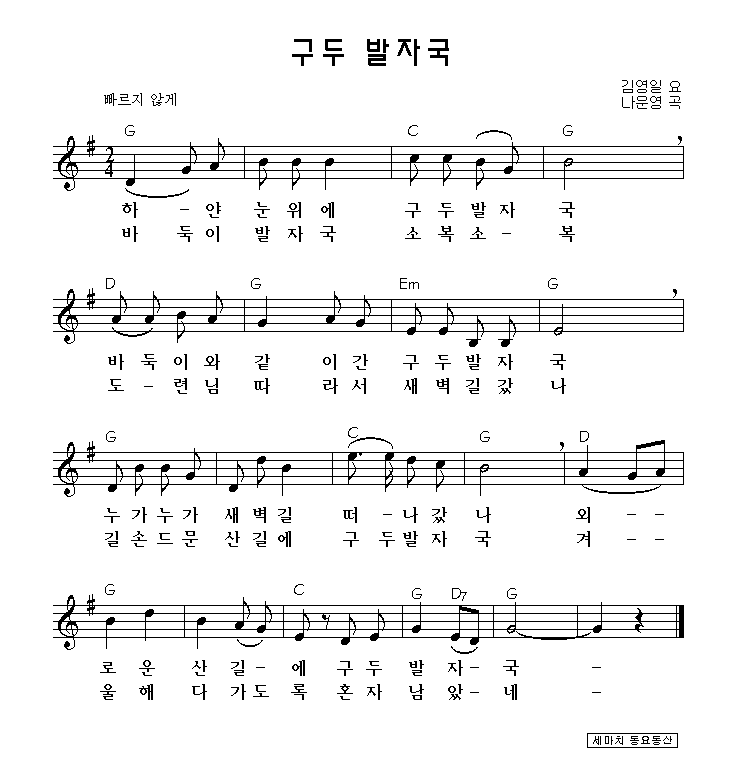 구두 발자국
김영일 요
빠르지 않게
나운영 곡
G C G
2
4
하 - 얀 눈 위 에 구 두 발 자 국
바 둑 이 발 자 국 소 복 소 - 복
D G Em G
바 둑 이 와 같 이 간 구 두 발 자 국
도 - 련 님 따 라 서 새 벽 길 갔 나
G C G D
누 가 누 가 새 벽 길 떠 - 나 갔 나 외 - -
길 손 드 문 산 길 에 구 두 발 자 국 겨 - -
G C G D7 G
로 운 산 길 - 에 구 두 발 자 - 국 -
울 해 다 가 도 록 혼 자 남 았 - 네 -
세마치 동요동산